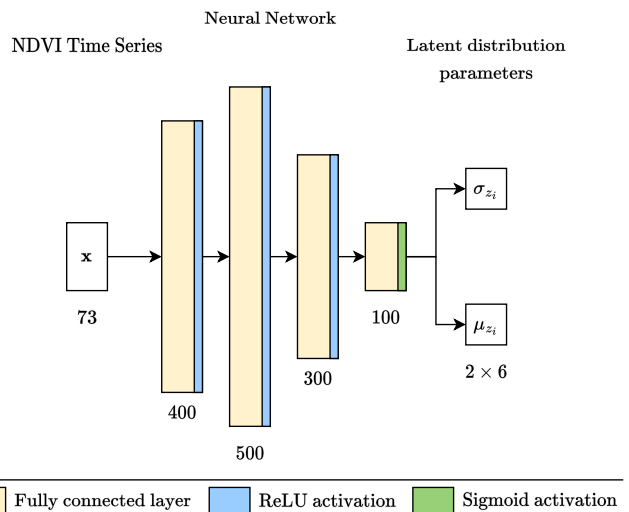 Neural Network
NDVI Time Series
Latent distribution
parameters
σ_{z_i}
x
μ_{z_i}
73
100
2 × 6
300
400
500
Fully connected layer
ReLU activation
Sigmoid activation